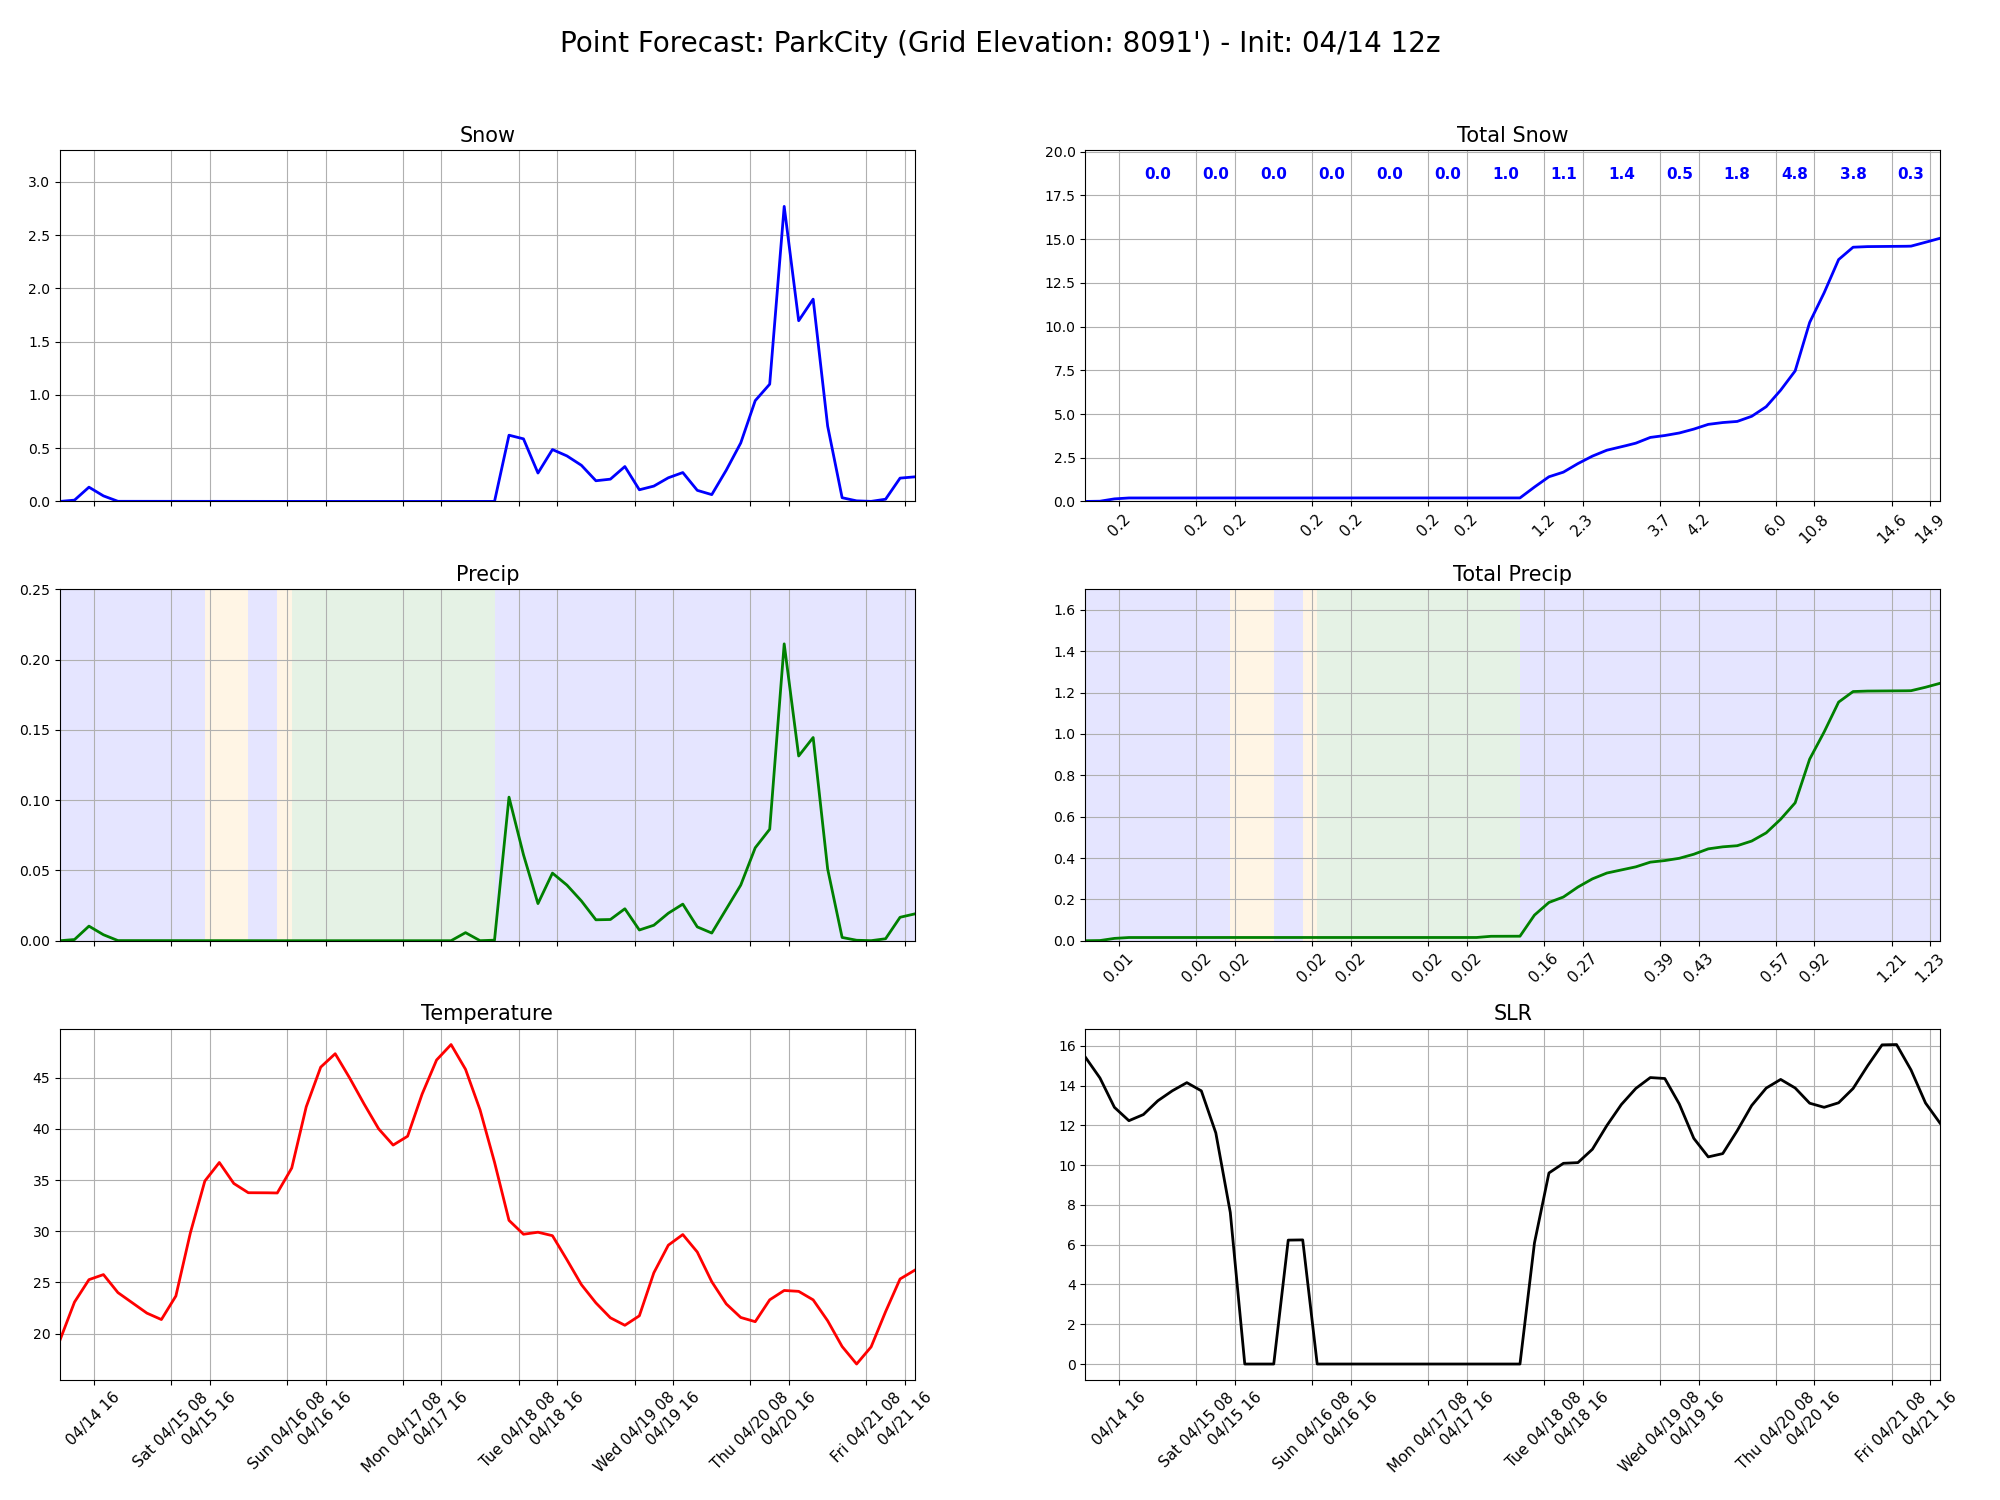 Point Forecast: ParkCity (Grid Elevation: 8091') - Init: 04/14 12z
Snow
3.0
2.5
2.0
1.5
1.0
0.5
0.0
Total Snow
20.0
17.5
15.0
12.5
10.0
7.5
5.0
2.5
0.0
0.0 0.0 0.0 0.0 0.0 0.0 1.0 1.1 1.4 0.5 1.8 4.8 3.8 0.3
0.2 0.2 0.2 0.2 0.2 0.2 0.2 1.2 2.3 3.7 4.2 6.0 10.8 14.6 14.9
Precip
0.25
0.20
0.15
0.10
0.05
0.00
Total Precip
1.6
1.4
1.2
1.0
0.8
0.6
0.4
0.2
0.0
0.01 0.02 0.02 0.02 0.02 0.02 0.02 0.16 0.27 0.39 0.43 0.57 0.92 1.21 1.23
Temperature
45
40
35
30
25
20
04/14 16
Sat 04/15 08
04/15 16
Sun 04/16 08
04/16 16
Mon 04/17 08
04/17 16
Tue 04/18 08
04/18 16
Wed 04/19 08
04/19 16
Thu 04/20 08
04/20 16
Fri 04/21 08
04/21 16
SLR
16
14
12
10
8
6
4
2
0
04/14 16
Sat 04/15 08
04/15 16
Sun 04/16 08
04/16 16
Mon 04/17 08
04/17 16
Tue 04/18 08
04/18 16
Wed 04/19 08
04/19 16
Thu 04/20 08
04/20 16
Fri 04/21 08
04/21 16